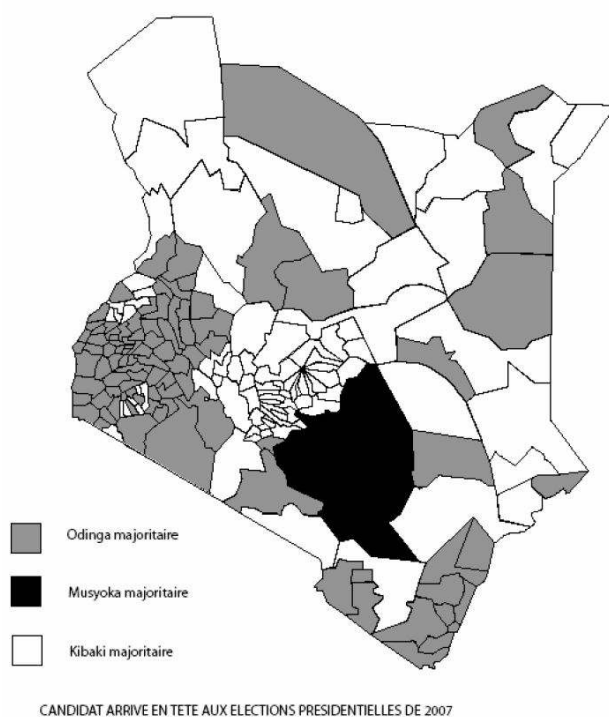 Odinga majoritaire
Musyoka majoritaire
Kibaki majoritaire
CANDIDAT ARRIVE EN TETE AUX ELECTIONS PRESIDENTIELLES DE 2007